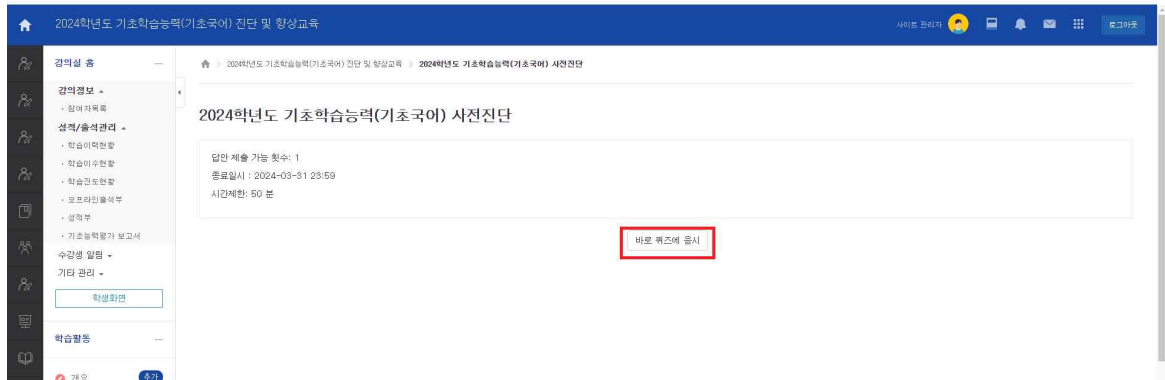 2024학년도 기초학습능력(기초국어) 진단 및 향상교육
사이트 관리자
로그아웃
강의실 홈
2024학년도 기초학습능력(기초국어) 진단 및 향상교육 > 2024학년도 기초학습능력(기초국어) 사전진단
강의정보
· 참여자목록
성적/출석관리
· 학습이력현황
· 학습이수현황
· 학습진도현황
· 오프라인출석부
· 성적부
· 기초능력평가 보고서
수강생 알림
기타 관리
학생화면
학습활동
개요
추가
2024학년도 기초학습능력(기초국어) 사전진단
답안 제출 가능 횟수: 1
종료일시 : 2024-03-31 23:59
시간제한: 50 분
바로 퀴즈에 응시